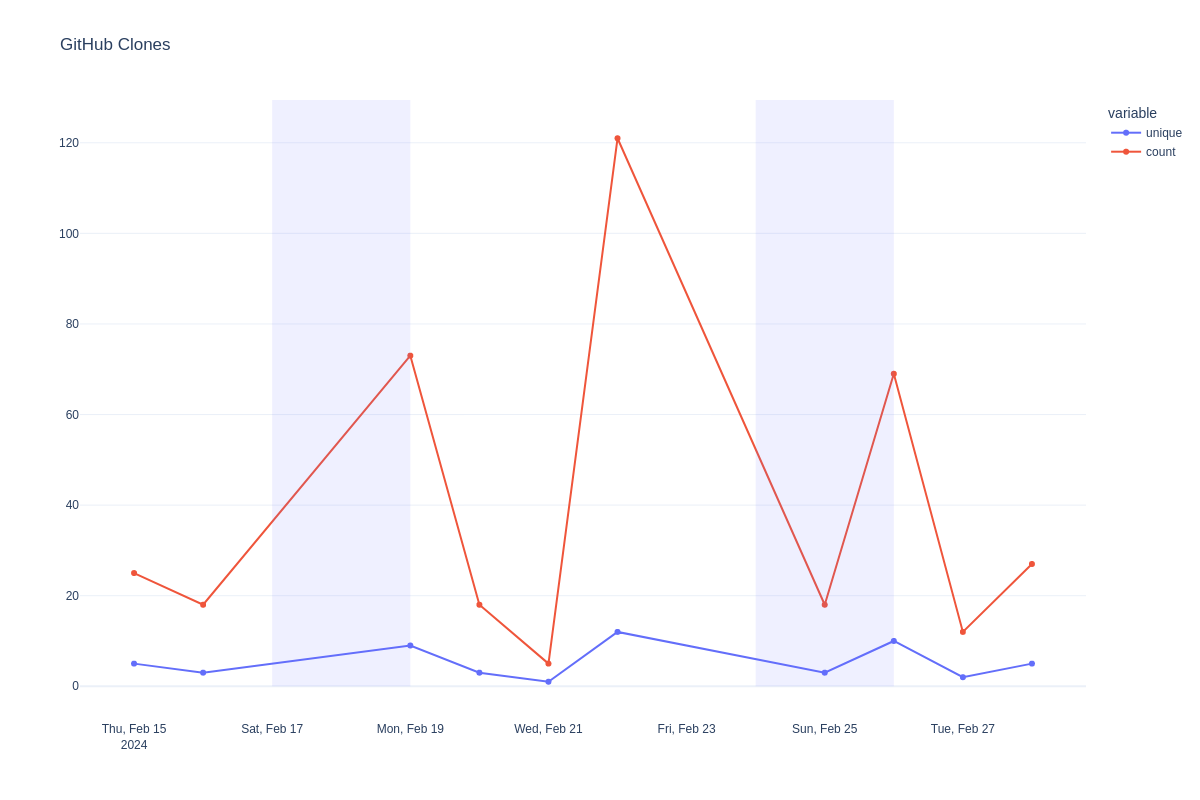 GitHub Clones
variable
unique
count
120
100
80
60
40
20
0
Thu, Feb 15
2024
Sat, Feb 17
Mon, Feb 19
Wed, Feb 21
Fri, Feb 23
Sun, Feb 25
Tue, Feb 27